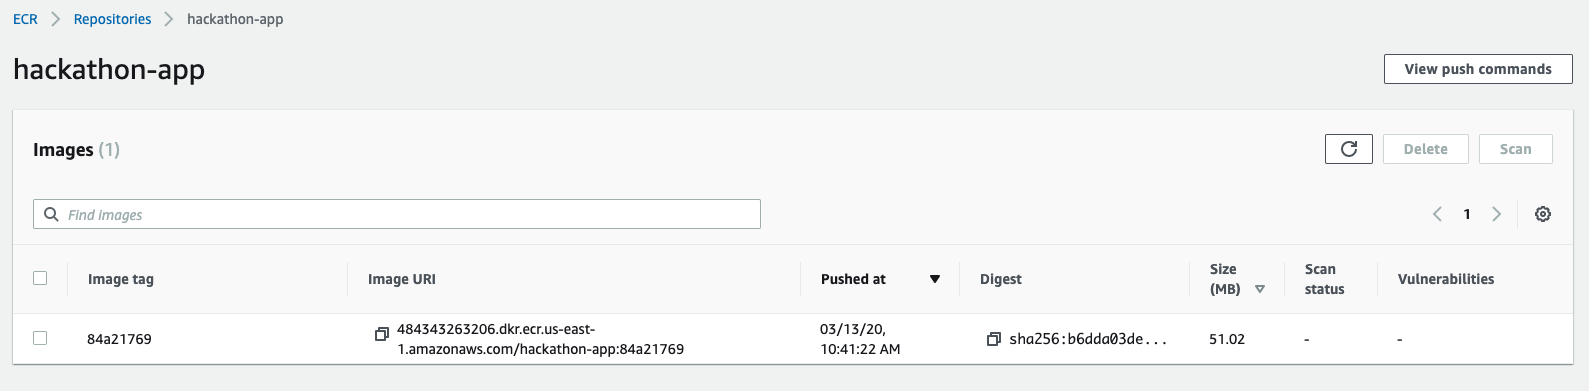 ECR > Repositories > hackathon-app
hackathon-app
View push commands
Images (1)
Delete
Scan
Find Images
1
Image tag
Image URI
Pushed at
Digest
Size
(MB)
Scan
status
Vulnerabilities
84a21769
484343263206.dkr.ecr.us-east-
1.amazonaws.com/hackathon-app:84a21769
03/13/20,
10:41:22 AM
sha256:b6dda03de...
51.02
-
-